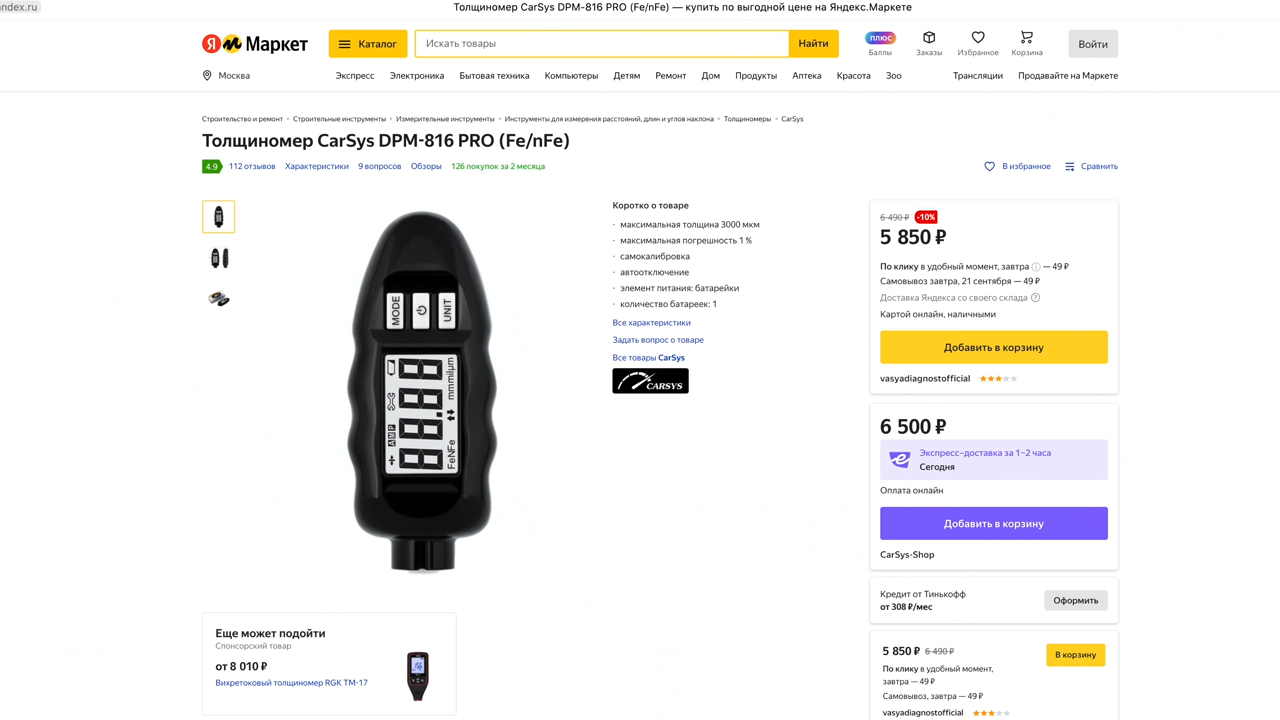 ndex.ru
Толщиномер CarSys DPM-816 PRO (Fe/nFe) — купить по выгодной цене на Яндекс.Маркете
Я М Маркет
Каталог
Искать товары
Найти
плюс
Баллы
Заказы
Избранное
Корзина
Войти
Москва
Экспресс Электроника Бытовая техника Компьютеры Детям Ремонт Дом Продукты Аптека Красота Зоо Трансляции Продавайте на Маркете
Строительство и ремонт • Строительные инструменты • Измерительные инструменты • Инструменты для измерения расстояний, длин и углов наклона • Толщиномеры • CarSys
Толщиномер CarSys DPM-816 PRO (Fe/nFe)
4.9 112 отзывов Характеристики 9 вопросов Обзоры 126 покупок за 2 месяца
В избранное Сравнить
MODE
UNIT
88.88
mm mil µm
FeNFe
Коротко о товаре
· максимальная толщина 3000 мкм
· максимальная погрешность 1 %
· самокалибровка
· автоотключение
· элемент питания: батарейки
· количество батареек: 1
Все характеристики
Задать вопрос о товаре
Все товары CarSys
CARSYS
6 490 ₽ -10%
5 850 ₽
По клику в удобный момент, завтра — 49 ₽
Самовывоз завтра, 21 сентября — 49 ₽
Доставка Яндекса со своего склада
Картой онлайн, наличными
Добавить в корзину
vasyadiagnostofficial
6 500 ₽
Экспресс-доставка за 1–2 часа
Сегодня
Оплата онлайн
Добавить в корзину
CarSys-Shop
Кредит от Тинькофф
от 308 ₽/мес
Оформить
5 850 ₽ 6 490 ₽
В корзину
По клику в удобный момент,
завтра — 49 ₽
Самовывоз, завтра — 49 ₽
vasyadiagnostofficial
Еще может подойти
Спонсорский товар
от 8 010 ₽
Вихретоковый толщиномер RGK TM-17